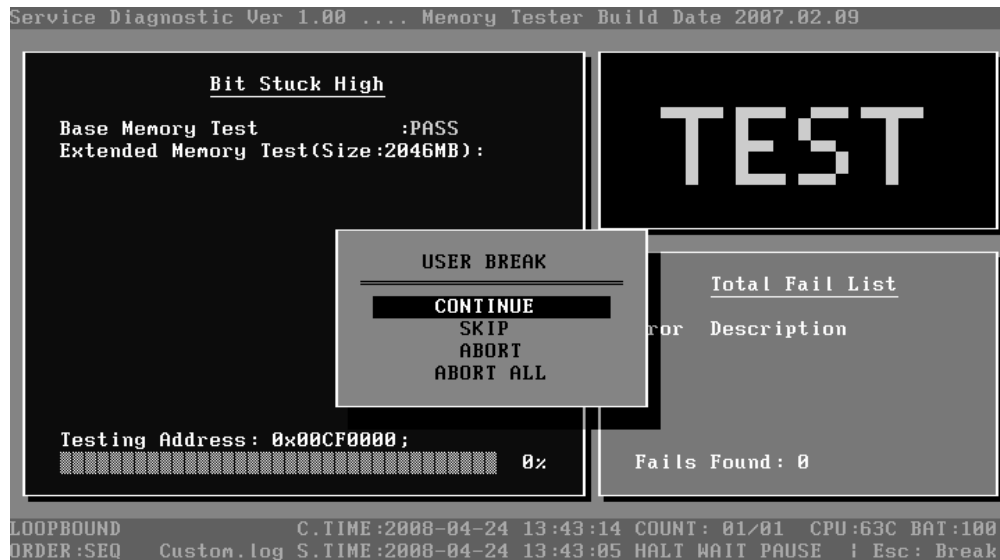 Service Diagnostic Ver 1.00 .... Memory Tester Build Date 2007.02.09
Bit Stuck High
Base Memory Test :PASS
Extended Memory Test(Size:2046MB):
TEST
USER BREAK
CONTINUE
SKIP
ABORT
ABORT ALL
Total Fail List
ror Description
Testing Address: 0x00CF0000;
0%
Fails Found: 0
LOOPBOUND C.TIME:2008-04-24 13:43:14 COUNT: 01/01 CPU:63C BAT:100
ORDER:SEQ Custom.log S.TIME:2008-04-24 13:43:05 HALT WAIT PAUSE ¦ Esc: Break